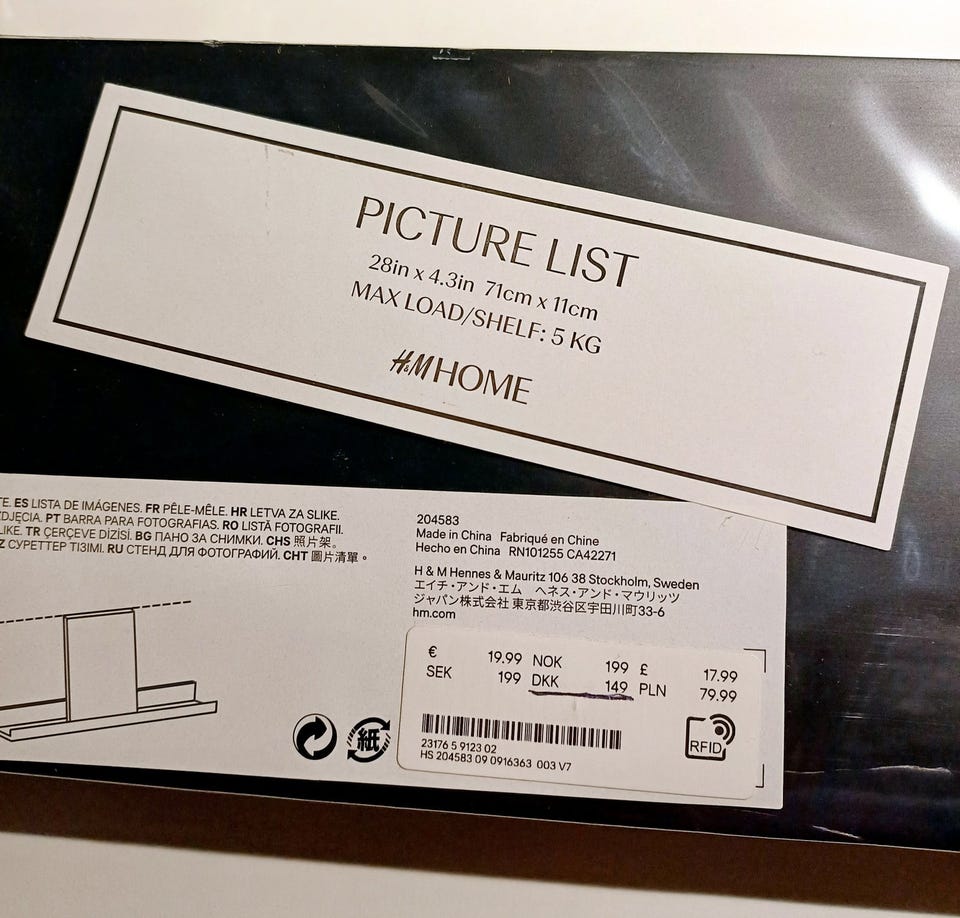 PICTURE LIST
28in x 4.3in 71cm x 11cm
MAX LOAD/SHELF: 5 KG
H&M HOME
ES LISTA DE IMÁGENES. FR PÊLE-MÊLE. HR LETVA ZA SLIKE.
PT BARRA PARA FOTOGRAFIAS. RO LISTĂ FOTOGRAFII.
TR ÇERÇEVE DİZİSİ. BG ПАНО ЗА СНИМКИ. CHS 照片架。
СУРЕТТЕР ТІЗІМІ. RU СТЕНД ДЛЯ ФОТОГРАФИЙ. CHT 圖片清單。
204583
Made in China Fabriqué en Chine
Hecho en China RN101255 CA42271
H & M Hennes & Mauritz 106 38 Stockholm, Sweden
エイチ・アンド・エム ヘネス・アンド・マウリッツ
ジャパン株式会社 東京都渋谷区宇田川町33-6
hm.com
€ 19.99 NOK 199 £ 17.99
SEK 199 DKK 149 PLN 79.99
23176 5 9123 02
HS 204583 09 0916363 003 V7
RFID
紙